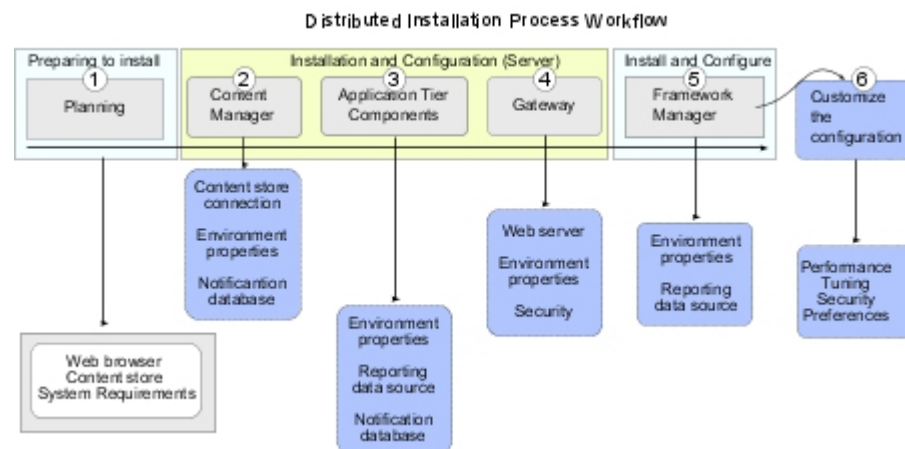 Distributed Installation Process Workflow
Preparing to install
Installation and Configuration (Server)
Install and Configure
1
Planning
2
Content
Manager
3
Application Tier
Components
4
Gateway
5
Framework
Manager
6
Customize
the
configuration
Content store
connection
Environment
properties
Notificantion
database
Web server
Environment
properties
Security
Environment
properties
Reporting
data source
Performance
Tuning
Security
Preferences
Environment
properties
Reporting
data source
Notification
database
Web browser
Content store
System Requirements